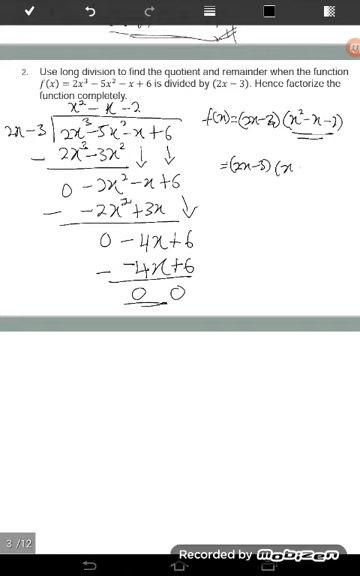 2. Use long division to find the quotient and remainder when the function
f(x) = 2x³ − 5x² − x + 6 is divided by (2x − 3). Hence factorize the
function completely.
x² − x − 2
2x − 3 | 2x³ − 5x² − x + 6
− 2x³ − 3x² ↓ ↓
0 − 2x² − x + 6
− −2x² + 3x ↓
0 − 4x + 6
− −4x + 6
0 0
f(x) = (2x − 3)(x² − x − 2)
= (2x − 3)(x
3 /12
Recorded by Mobizen